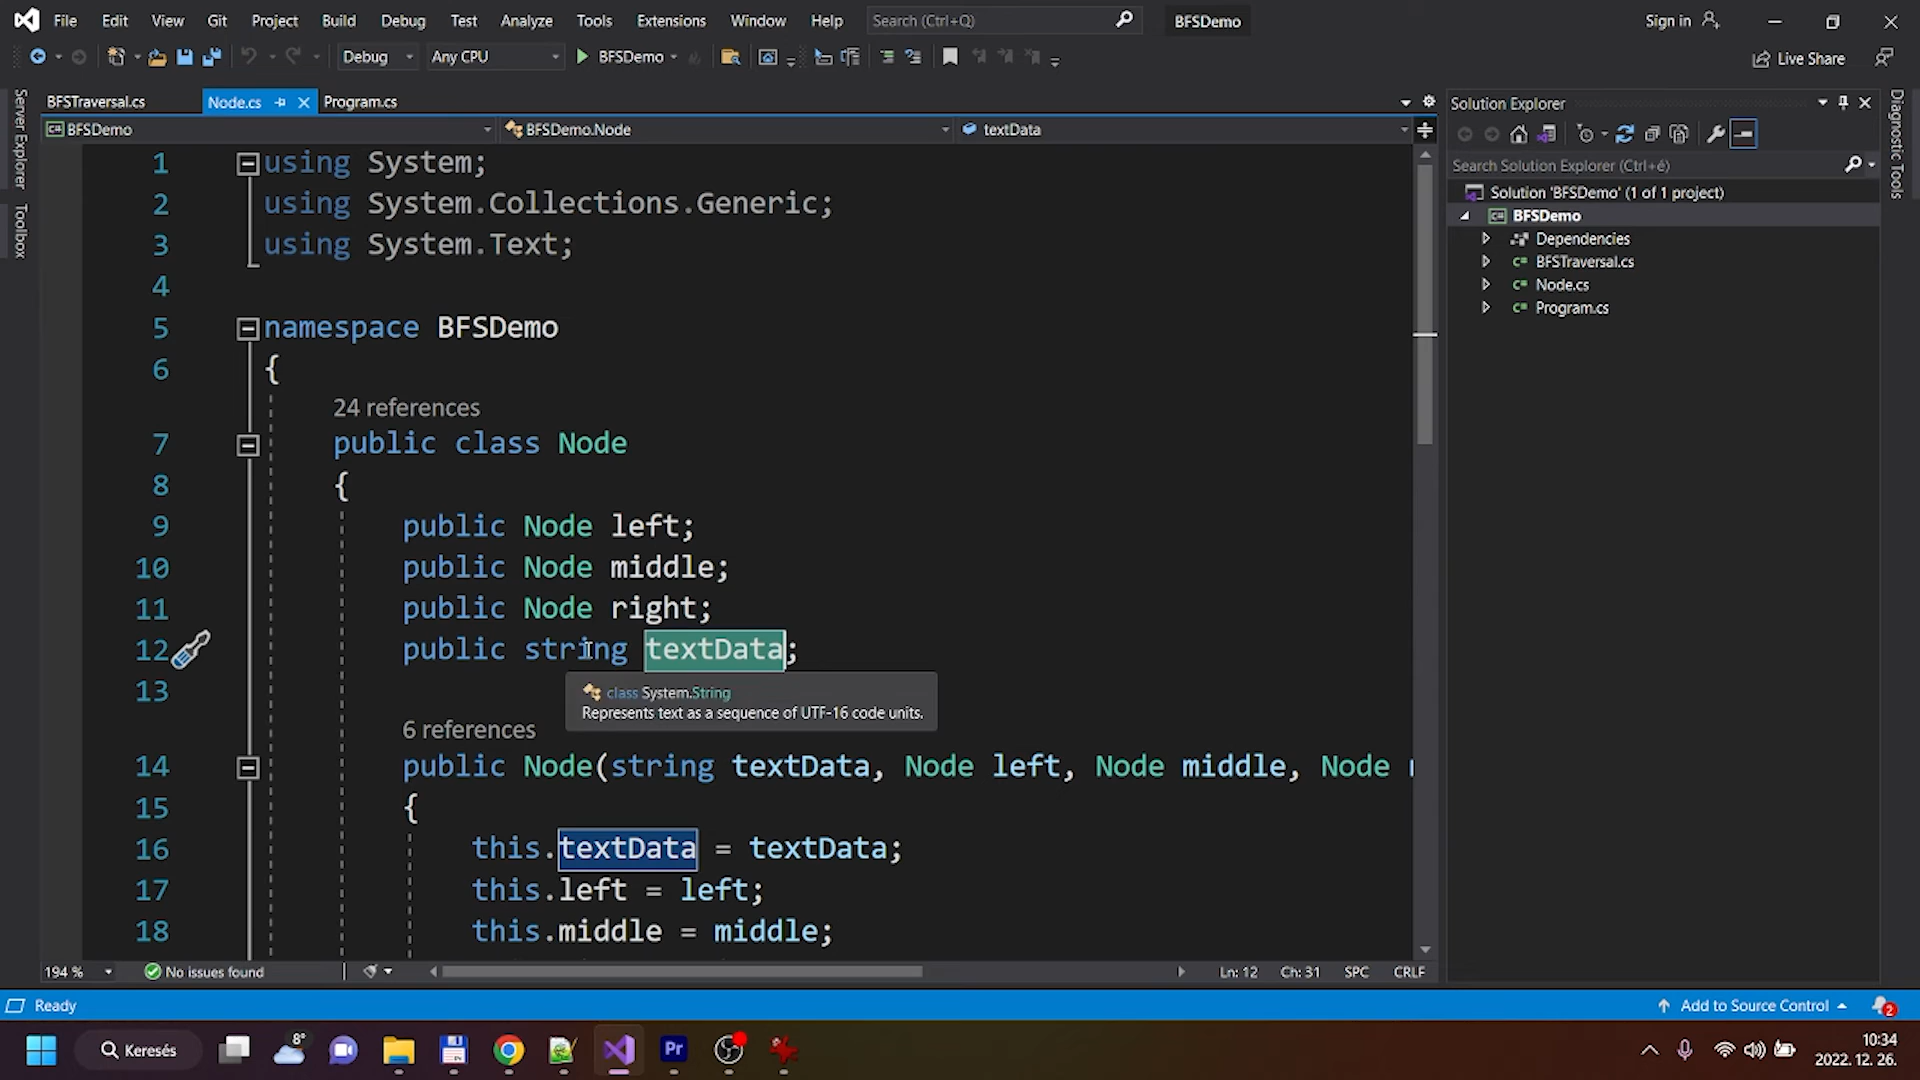 File Edit View Git Project Build Debug Test Analyze Tools Extensions Window Help Search (Ctrl+Q) BFSDemo Sign in
Debug Any CPU BFSDemo Live Share
Server Explorer
Toolbox
BFSTraversal.cs Node.cs Program.cs
BFSDemo BFSDemo.Node textData
1 using System;
2 using System.Collections.Generic;
3 using System.Text;
4
5 namespace BFSDemo
6 {
24 references
7 public class Node
8 {
9 public Node left;
10 public Node middle;
11 public Node right;
12 public string textData;
13
class System.String
Represents text as a sequence of UTF-16 code units.
6 references
14 public Node(string textData, Node left, Node middle, Node
15 {
16 this.textData = textData;
17 this.left = left;
18 this.middle = middle;
194 % No issues found Ln: 12 Ch: 31 SPC CRLF
Solution Explorer
Search Solution Explorer (Ctrl+é)
Solution 'BFSDemo' (1 of 1 project)
BFSDemo
Dependencies
BFSTraversal.cs
Node.cs
Program.cs
Diagnostic Tools
Ready Add to Source Control 2
Keresés 8° Pr
10:34
2022. 12. 26.